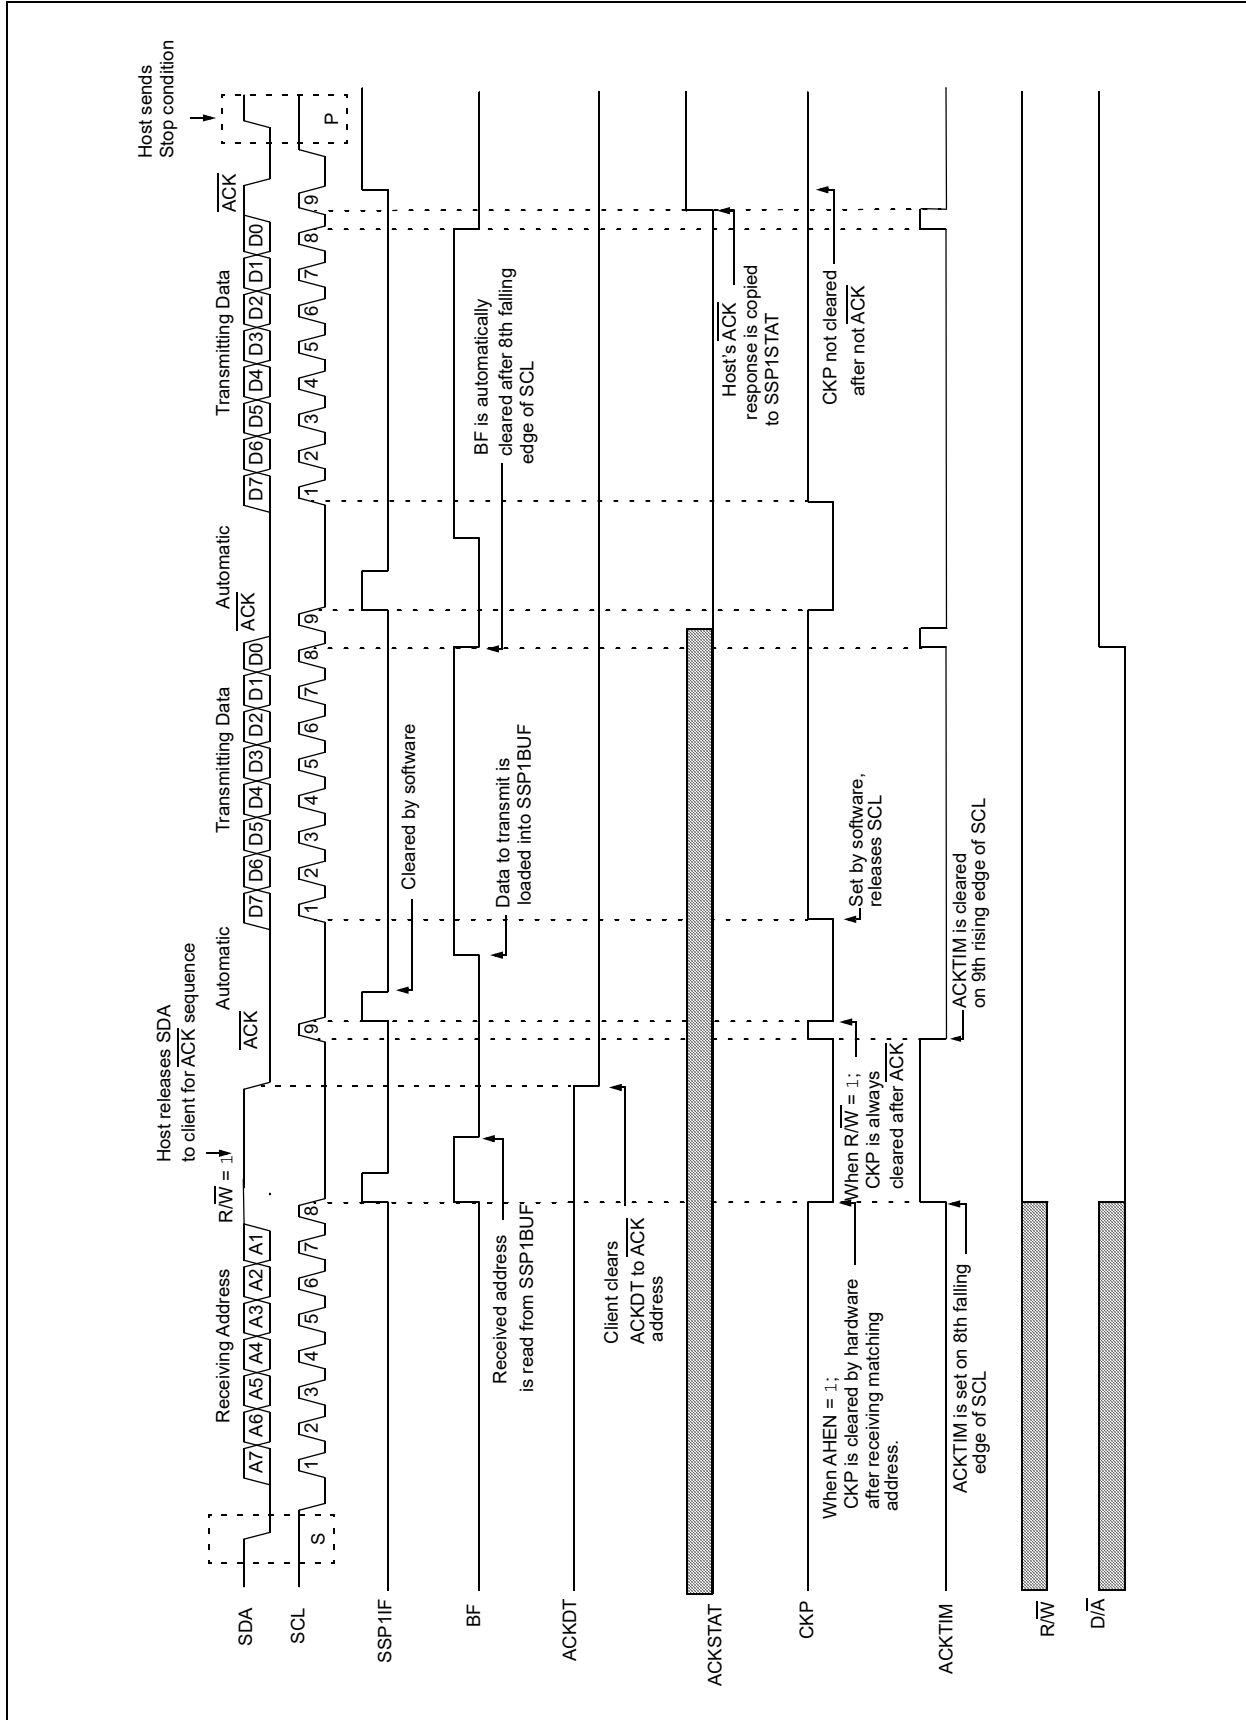 Host sends
Stop condition
Host releases SDA
to client for ACK sequence
Receiving Address
R/W = 1
ACK
Automatic
Transmitting Data
ACK
Automatic
Transmitting Data
ACK
SDA
A7 A6 A5 A4 A3 A2 A1
D7 D6 D5 D4 D3 D2 D1 D0
D7 D6 D5 D4 D3 D2 D1 D0
SCL
S
1 2 3 4 5 6 7 8 9
1 2 3 4 5 6 7 8 9
1 2 3 4 5 6 7 8 9
P
SSP1IF
Cleared by software
BF
Received address
is read from SSP1BUF
Data to transmit is
loaded into SSP1BUF
BF is automatically
cleared after 8th falling
edge of SCL
ACKDT
Client clears
ACKDT to ACK
address
ACKSTAT
Host's ACK
response is copied
to SSP1STAT
CKP
When AHEN = 1;
CKP is cleared by hardware
after receiving matching
address.
When R/W = 1;
CKP is always
cleared after ACK
Set by software,
releases SCL
CKP not cleared
after not ACK
ACKTIM
ACKTIM is set on 8th falling
edge of SCL
ACKTIM is cleared
on 9th rising edge of SCL
R/W
D/A